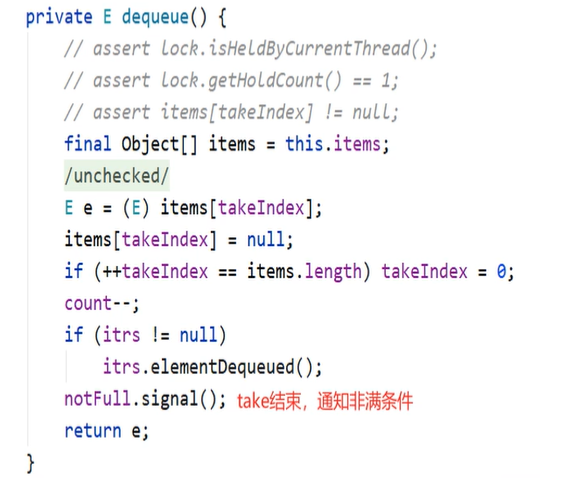 private E dequeue() {
// assert lock.isHeldByCurrentThread();
// assert lock.getHoldCount() == 1;
// assert items[takeIndex] != null;
final Object[] items = this.items;
/unchecked/
E e = (E) items[takeIndex];
items[takeIndex] = null;
if (++takeIndex == items.length) takeIndex = 0;
count--;
if (itrs != null)
itrs.elementDequeued();
notFull.signal(); take结束，通知非满条件
return e;
}